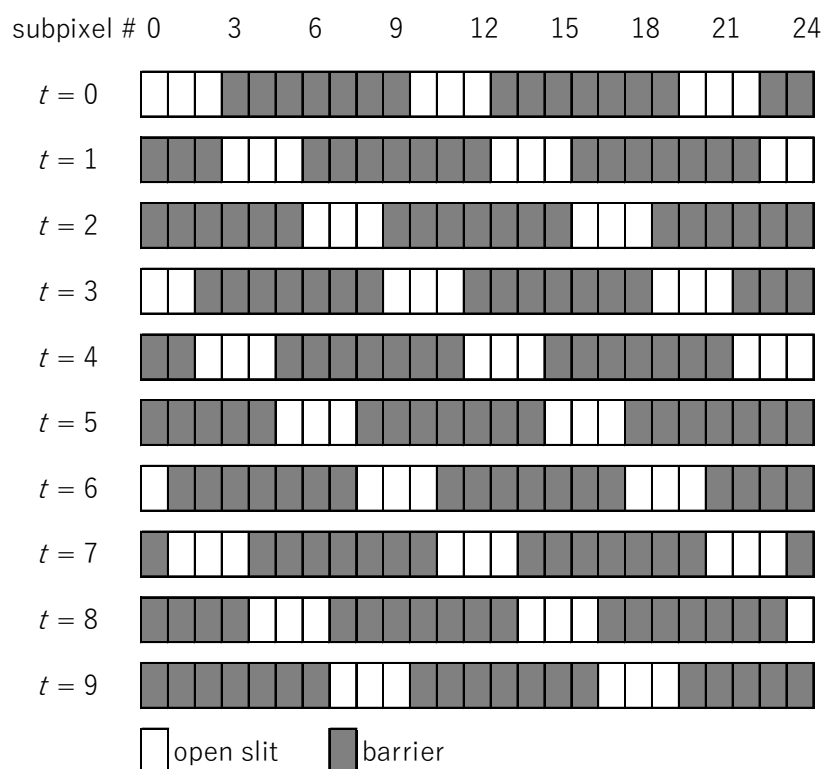 subpixel # 0 3 6 9 12 15 18 21 24
t = 0
t = 1
t = 2
t = 3
t = 4
t = 5
t = 6
t = 7
t = 8
t = 9
open slit barrier